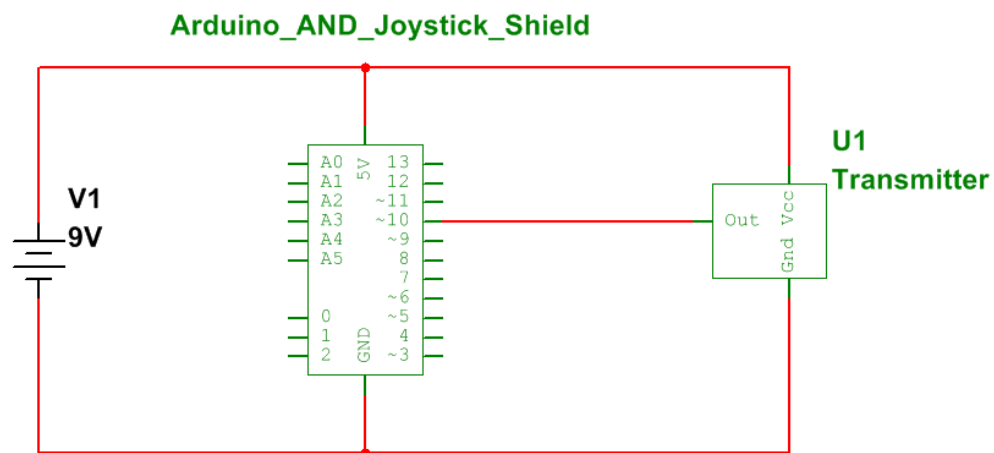 Arduino_AND_Joystick_Shield
V1
9V
A0
A1
A2
A3
A4
A5
0
1
2
5V
GND
13
12
~11
~10
~9
8
7
~6
~5
4
~3
U1
Transmitter
Out
Vcc
Gnd